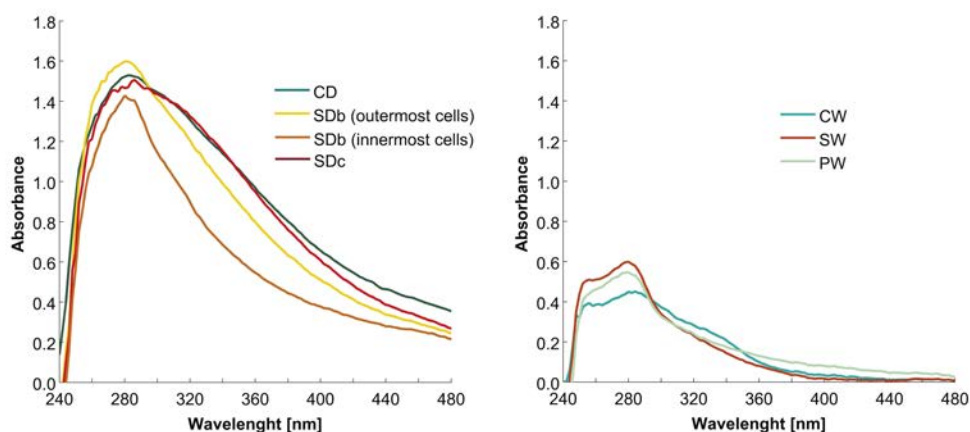 1.8
1.6
1.4
1.2
1.0
0.8
0.6
0.4
0.2
0.0
Absorbance
240 280 320 360 400 440 480
Wavelenght [nm]
CD
SDb (outermost cells)
SDb (innermost cells)
SDc
1.8
1.6
1.4
1.2
1.0
0.8
0.6
0.4
0.2
0.0
Absorbance
240 280 320 360 400 440 480
Wavelenght [nm]
CW
SW
PW